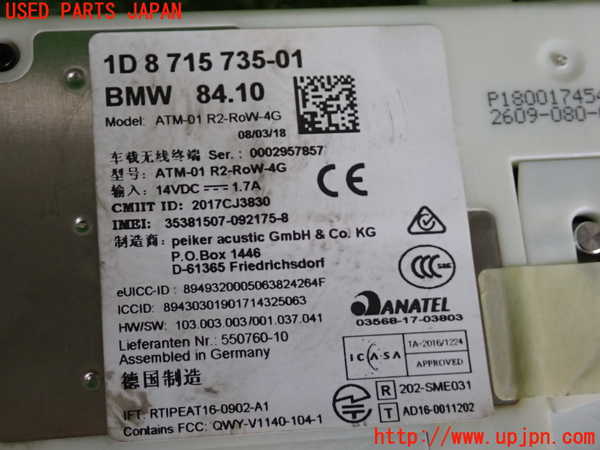 USED PARTS JAPAN
1D 8 715 735-01
BMW 84.10
Model: ATM-01 R2-RoW-4G
08/03/18
车载无线终端 Ser.: 0002957857
型号: ATM-01 R2-RoW-4G
输入: 14VDC 1.7A
CMIIT ID: 2017CJ3830
IMEI: 35381507-092175-8
制造商: peiker acustic GmbH & Co. KG
P.O.Box 1446
D-61365 Friedrichsdorf
eUICC-ID: 8949320005063824264F
ICCID: 89430301901714325063
HW/SW: 103.003.003/001.037.041
Lieferanten Nr.: 550760-10
Assembled in Germany
德国制造
IFT: RTIPEAT16-0902-A1
Contains FCC: QWY-V1140-104-1
CE
CCC
ANATEL
03568-17-03803
ICASA
TA-2016/1224
APPROVED
R 202-SME031
T AD16-0011202
P180017454
2609-080-
http://www.upjpn.com